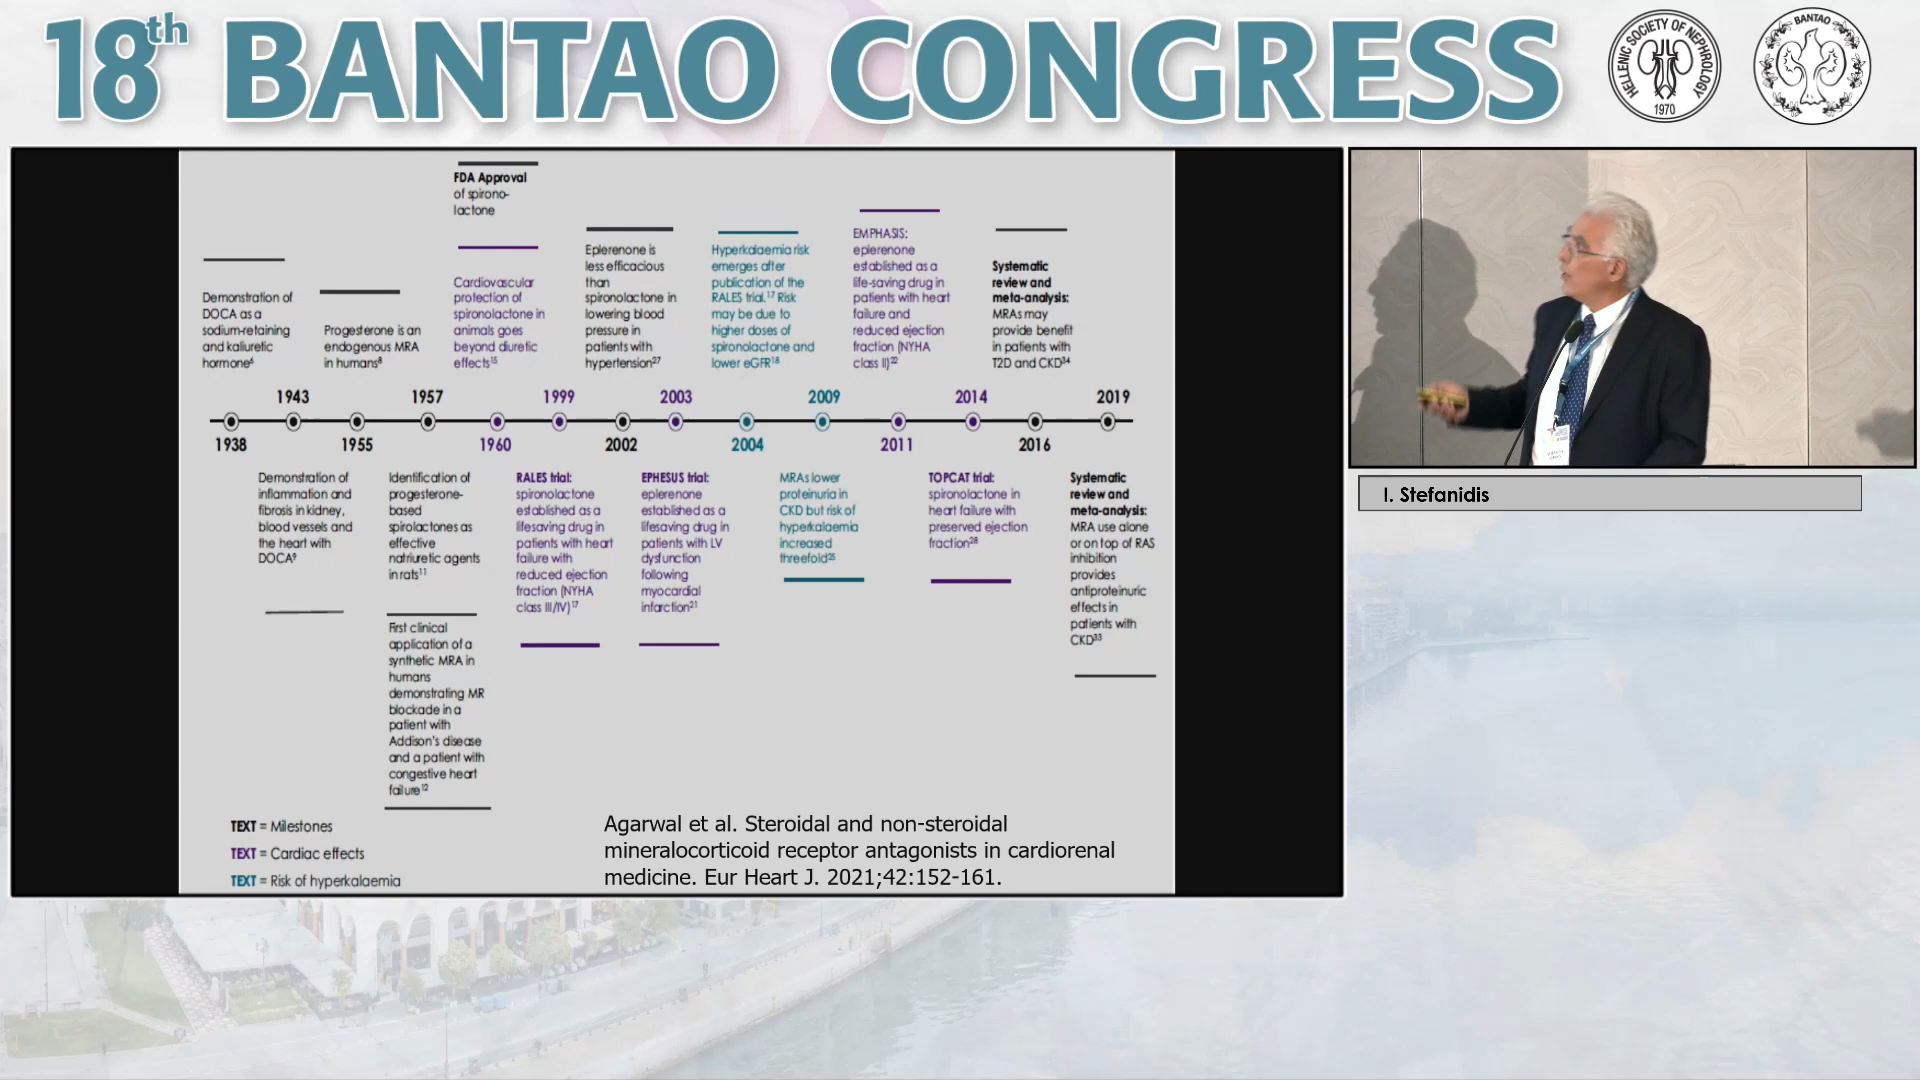 18th BANTAO CONGRESS
HELLENIC SOCIETY OF NEPHROLOGY
1970
BANTAO
FDA Approval
of spirono-
lactone
Demonstration of
DOCA as a
sodium-retaining
and kaliuretic
hormone6
Progesterone is an
endogenous MRA
in humans8
Cardiovascular
protection of
spironolactone in
animals goes
beyond diuretic
effects15
Eplerenone is
less efficacious
than
spironolactone in
lowering blood
pressure in
patients with
hypertension27
Hyperkalaemia risk
emerges after
publication of the
RALES trial.17 Risk
may be due to
higher doses of
spironolactone and
lower eGFR18
EMPHASIS:
eplerenone
established as a
life-saving drug in
patients with heart
failure and
reduced ejection
fraction (NYHA
class II)22
Systematic
review and
meta-analysis:
MRAs may
provide benefit
in patients with
T2D and CKD34
1943 1957 1999 2003 2009 2014 2019
1938 1955 1960 2002 2004 2011 2016
Demonstration of
inflammation and
fibrosis in kidney,
blood vessels and
the heart with
DOCA9
Identification of
progesterone-
based
spirolactones as
effective
natriuretic agents
in rats11
First clinical
application of a
synthetic MRA in
humans
demonstrating MR
blockade in a
patient with
Addison's disease
and a patient with
congestive heart
failure12
RALES trial:
spironolactone
established as a
lifesaving drug in
patients with heart
failure with
reduced ejection
fraction (NYHA
class III/IV)17
EPHESUS trial:
eplerenone
established as a
lifesaving drug in
patients with LV
dysfunction
following
myocardial
infarction21
MRAs lower
proteinuria in
CKD but risk of
hyperkalaemia
increased
threefold25
TOPCAT trial:
spironolactone in
heart failure with
preserved ejection
fraction28
Systematic
review and
meta-analysis:
MRA use alone
or on top of RAS
inhibition
provides
antiproteinuric
effects in
patients with
CKD33
TEXT = Milestones
TEXT = Cardiac effects
TEXT = Risk of hyperkalaemia
Agarwal et al. Steroidal and non-steroidal
mineralocorticoid receptor antagonists in cardiorenal
medicine. Eur Heart J. 2021;42:152-161.
I. Stefanidis